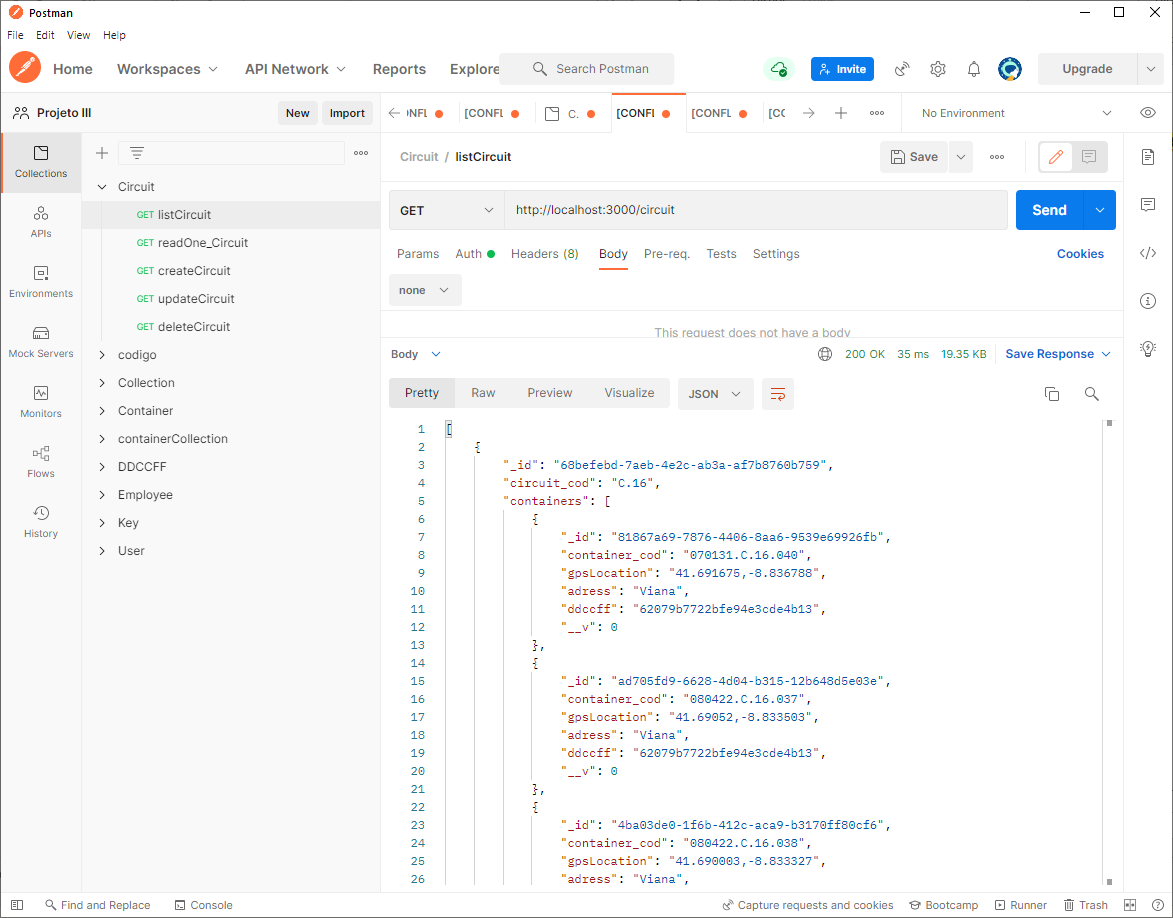 Postman
File Edit View Help
Home Workspaces API Network Reports Explore Search Postman Invite Upgrade
Projeto III New Import
[CONFL C. [CONFI [CONFL [CC No Environment
Collections
APIs
Environments
Mock Servers
Monitors
Flows
History
Circuit
GET listCircuit
GET readOne_Circuit
GET createCircuit
GET updateCircuit
GET deleteCircuit
codigo
Collection
Container
containerCollection
DDCCFF
Employee
Key
User
Circuit / listCircuit Save
GET http://localhost:3000/circuit Send
Params Auth Headers (8) Body Pre-req. Tests Settings Cookies
none
This request does not have a body
Body 200 OK 35 ms 19.35 KB Save Response
Pretty Raw Preview Visualize JSON
1 [
2 {
3 "_id": "68befebd-7aeb-4e2c-ab3a-af7b8760b759",
4 "circuit_cod": "C.16",
5 "containers": [
6 {
7 "_id": "81867a69-7876-4406-8aa6-9539e69926fb",
8 "container_cod": "070131.C.16.040",
9 "gpsLocation": "41.691675,-8.836788",
10 "adress": "Viana",
11 "ddccff": "62079b7722bfe94e3cde4b13",
12 "__v": 0
13 },
14 {
15 "_id": "ad705fd9-6628-4d04-b315-12b648d5e03e",
16 "container_cod": "080422.C.16.037",
17 "gpsLocation": "41.69052,-8.833503",
18 "adress": "Viana",
19 "ddccff": "62079b7722bfe94e3cde4b13",
20 "__v": 0
21 },
22 {
23 "_id": "4ba03de0-1f6b-412c-aca9-b3170ff80cf6",
24 "container_cod": "080422.C.16.038",
25 "gpsLocation": "41.690003,-8.833327",
26 "adress": "Viana",
Find and Replace Console Capture requests and cookies Bootcamp Runner Trash